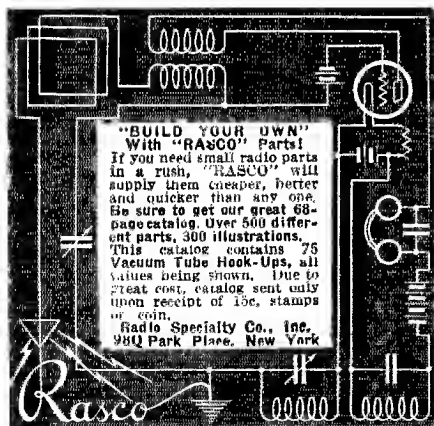 "BUILD YOUR OWN"
With "RASCO" Parts!
If you need small radio parts
in a rush, "RASCO" will
supply them cheaper, better
and quicker than any one.
Be sure to get our great 68-
page catalog. Over 500 differ-
ent parts, 300 illustrations.
This catalog contains 75
Vacuum Tube Hook-Ups, all
values being shown. Due to
great cost, catalog sent only
upon receipt of 15c, stamps
or coin.
Radio Specialty Co., Inc.
98Q Park Place, New York
Rasco